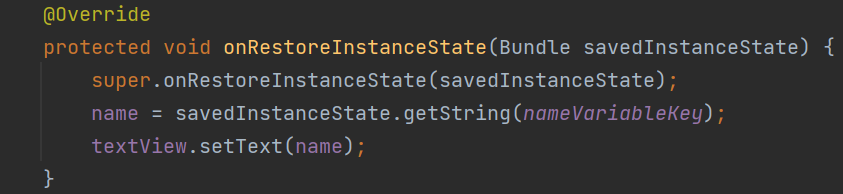 @Override
protected void onRestoreInstanceState(Bundle savedInstanceState) {
    super.onRestoreInstanceState(savedInstanceState);
    name = savedInstanceState.getString(nameVariableKey);
    textView.setText(name);
}